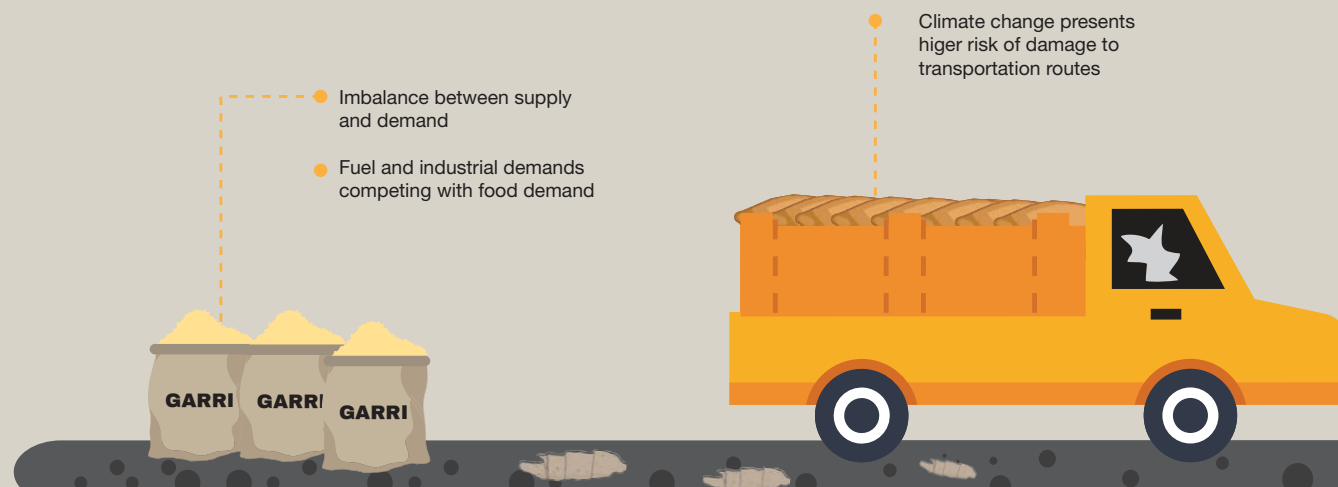 Climate change presents
higer risk of damage to
transportation routes
Imbalance between supply
and demand
Fuel and industrial demands
competing with food demand
GARRI
GARRI
GARRI